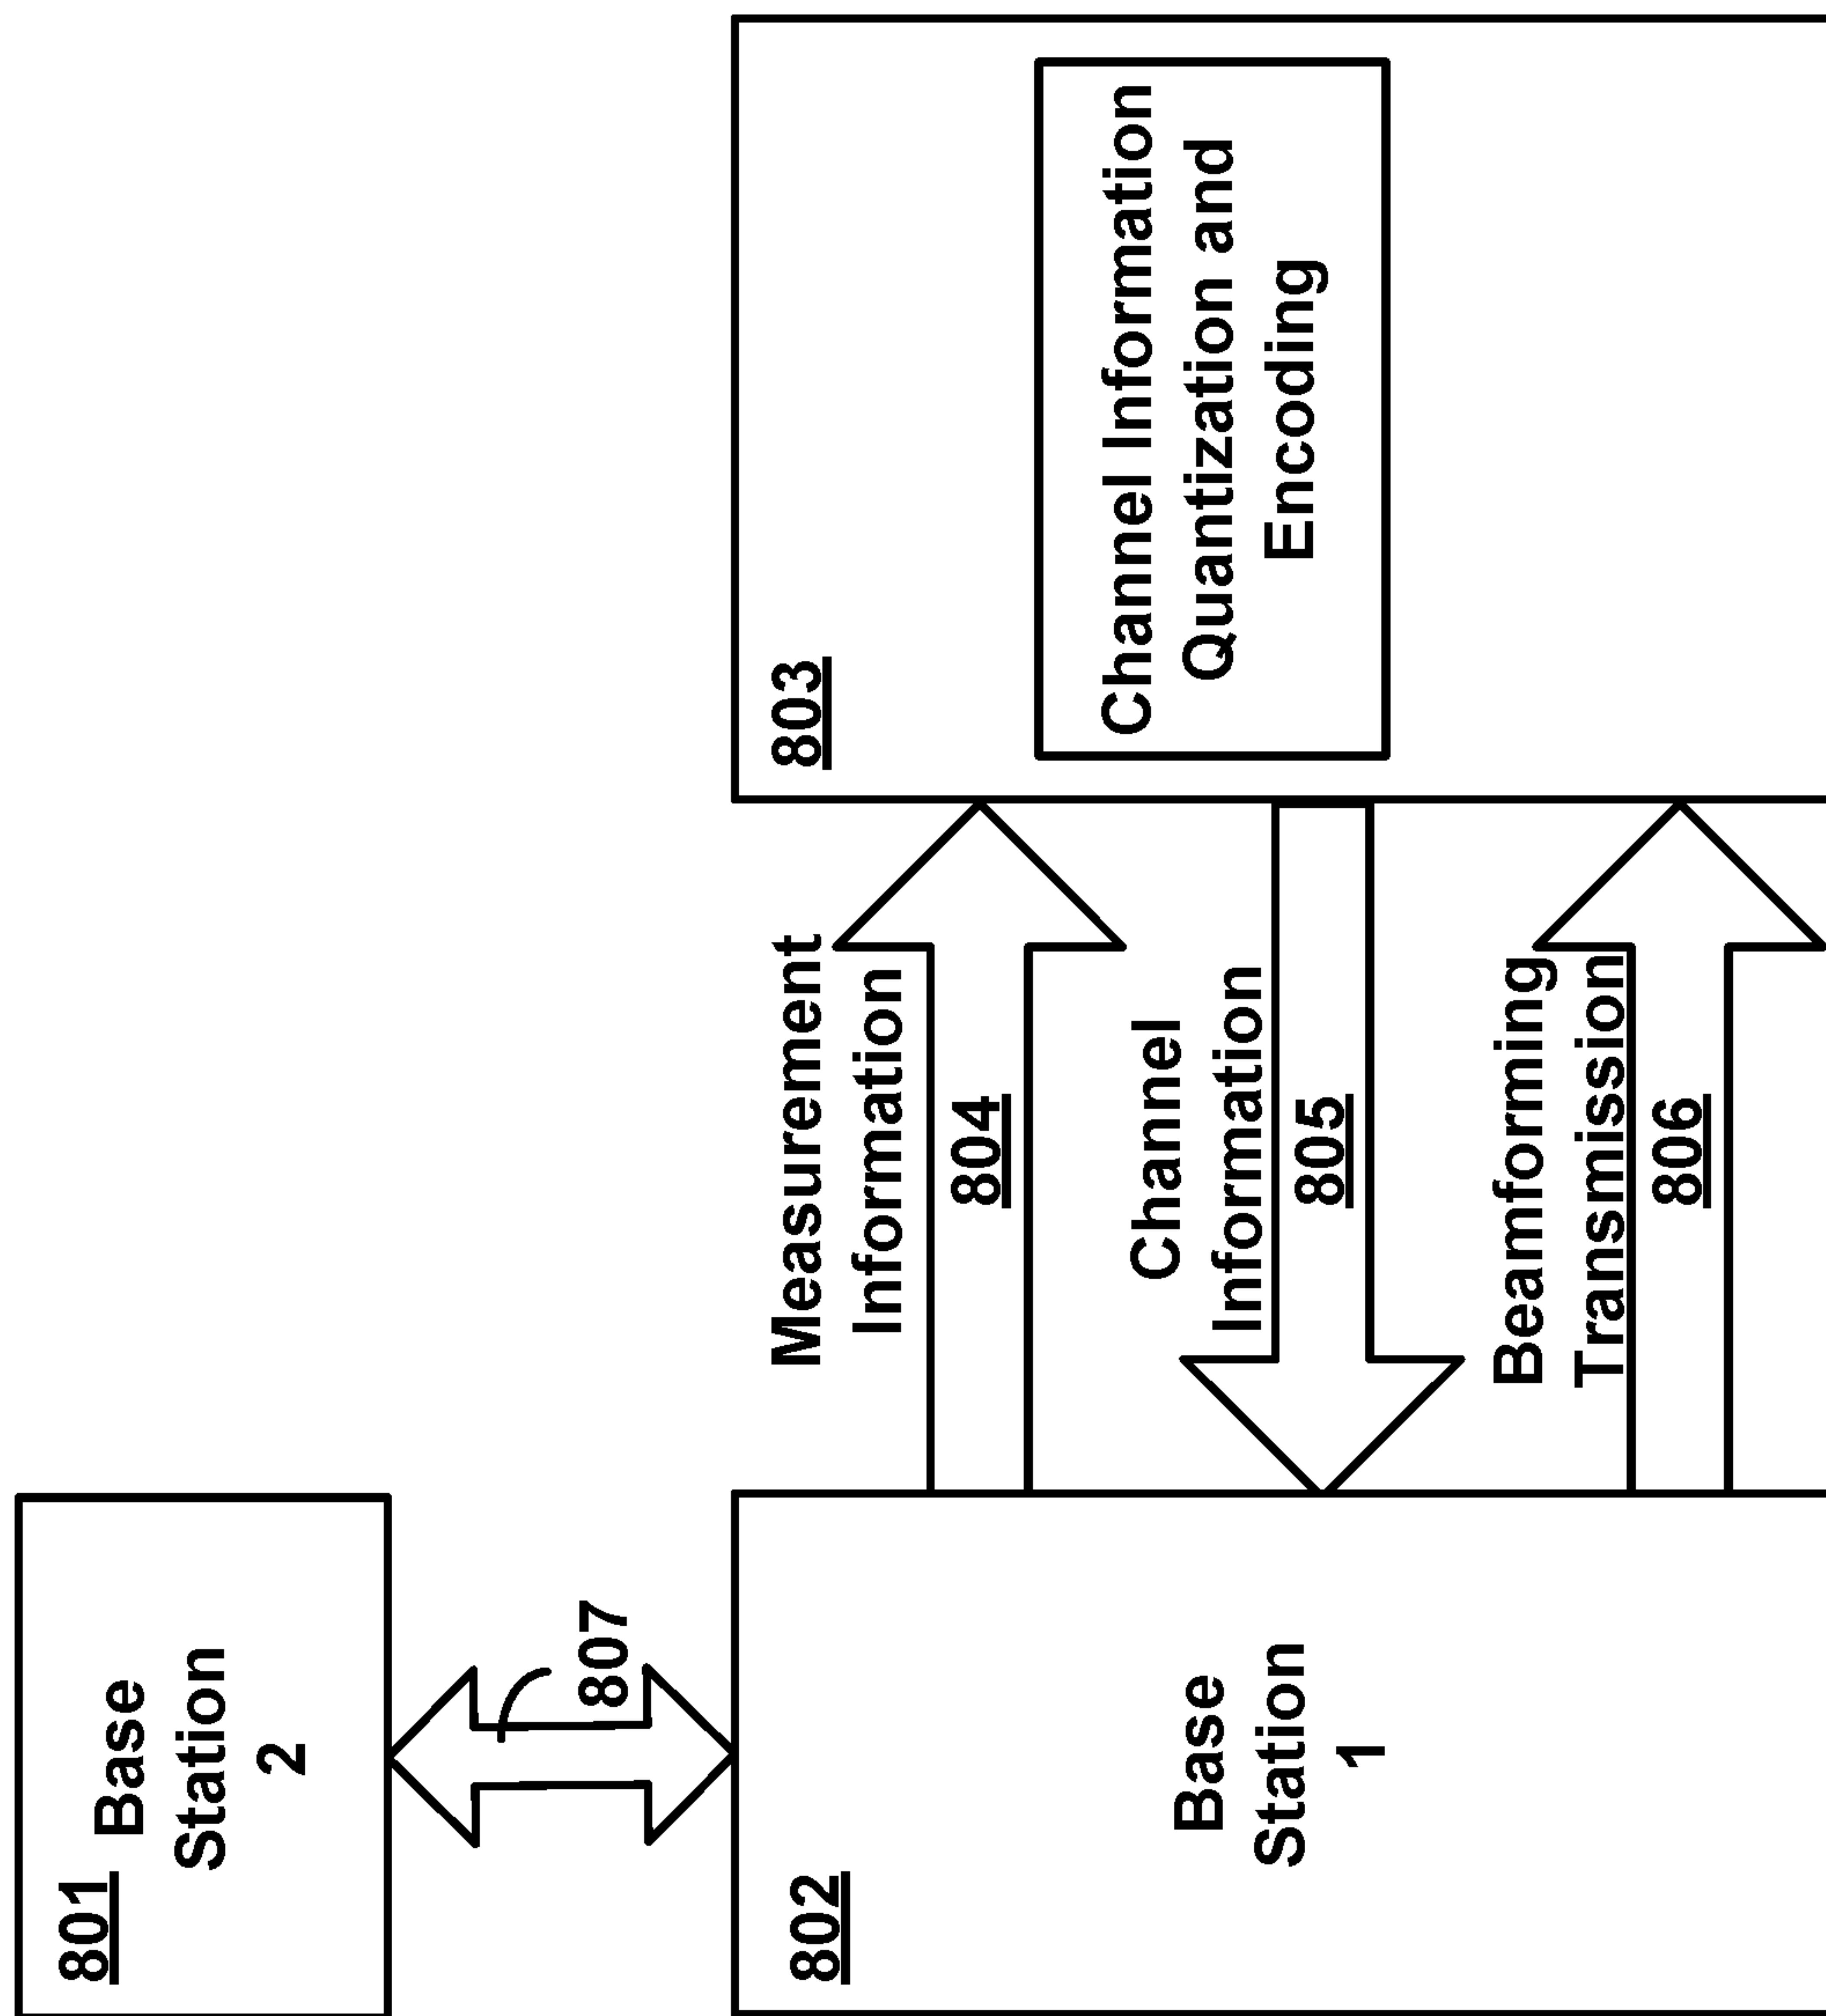 801
Base
Station
2
807
802
Base
Station
1
Measurement
Information
804
Channel
Information
805
Beamforming
Transmission
806
803
Channel Information
Quantization and
Encoding